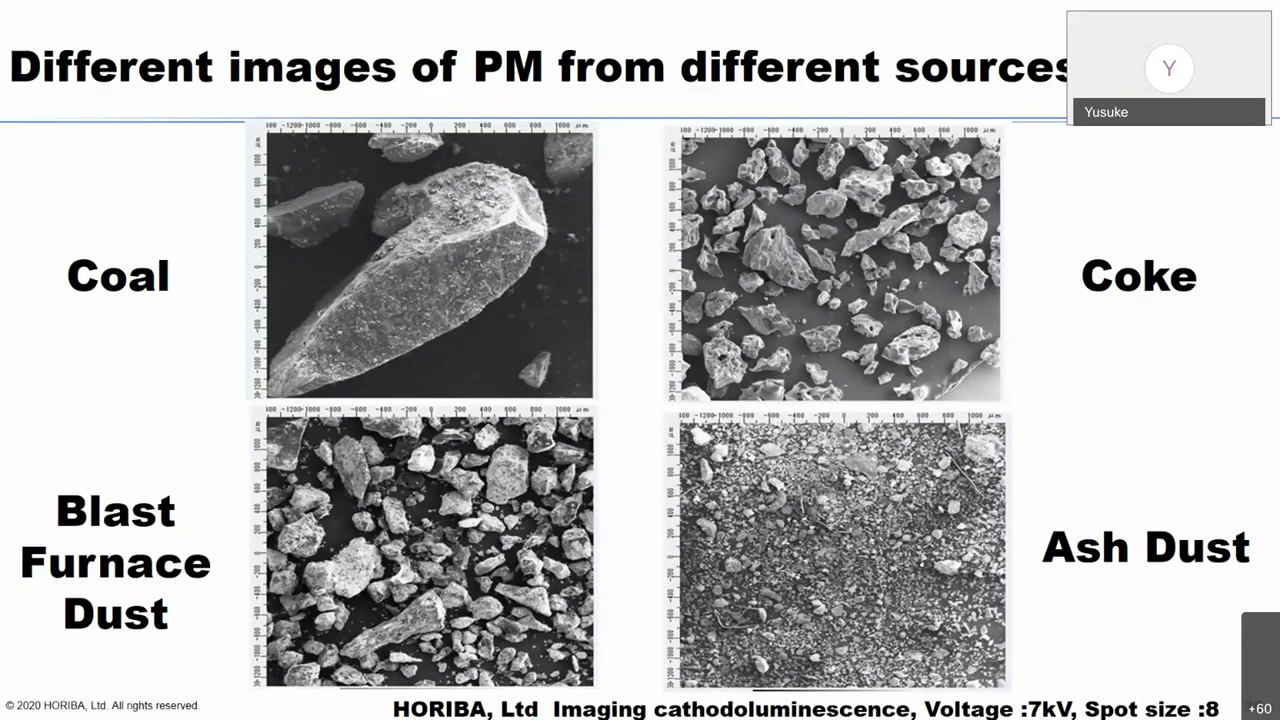 Different images of PM from different sources
Y
Yusuke
Coal
Coke
Blast
Furnace
Dust
Ash Dust
© 2020 HORIBA, Ltd. All rights reserved.
HORIBA, Ltd Imaging cathodoluminescence, Voltage :7kV, Spot size :8
+60